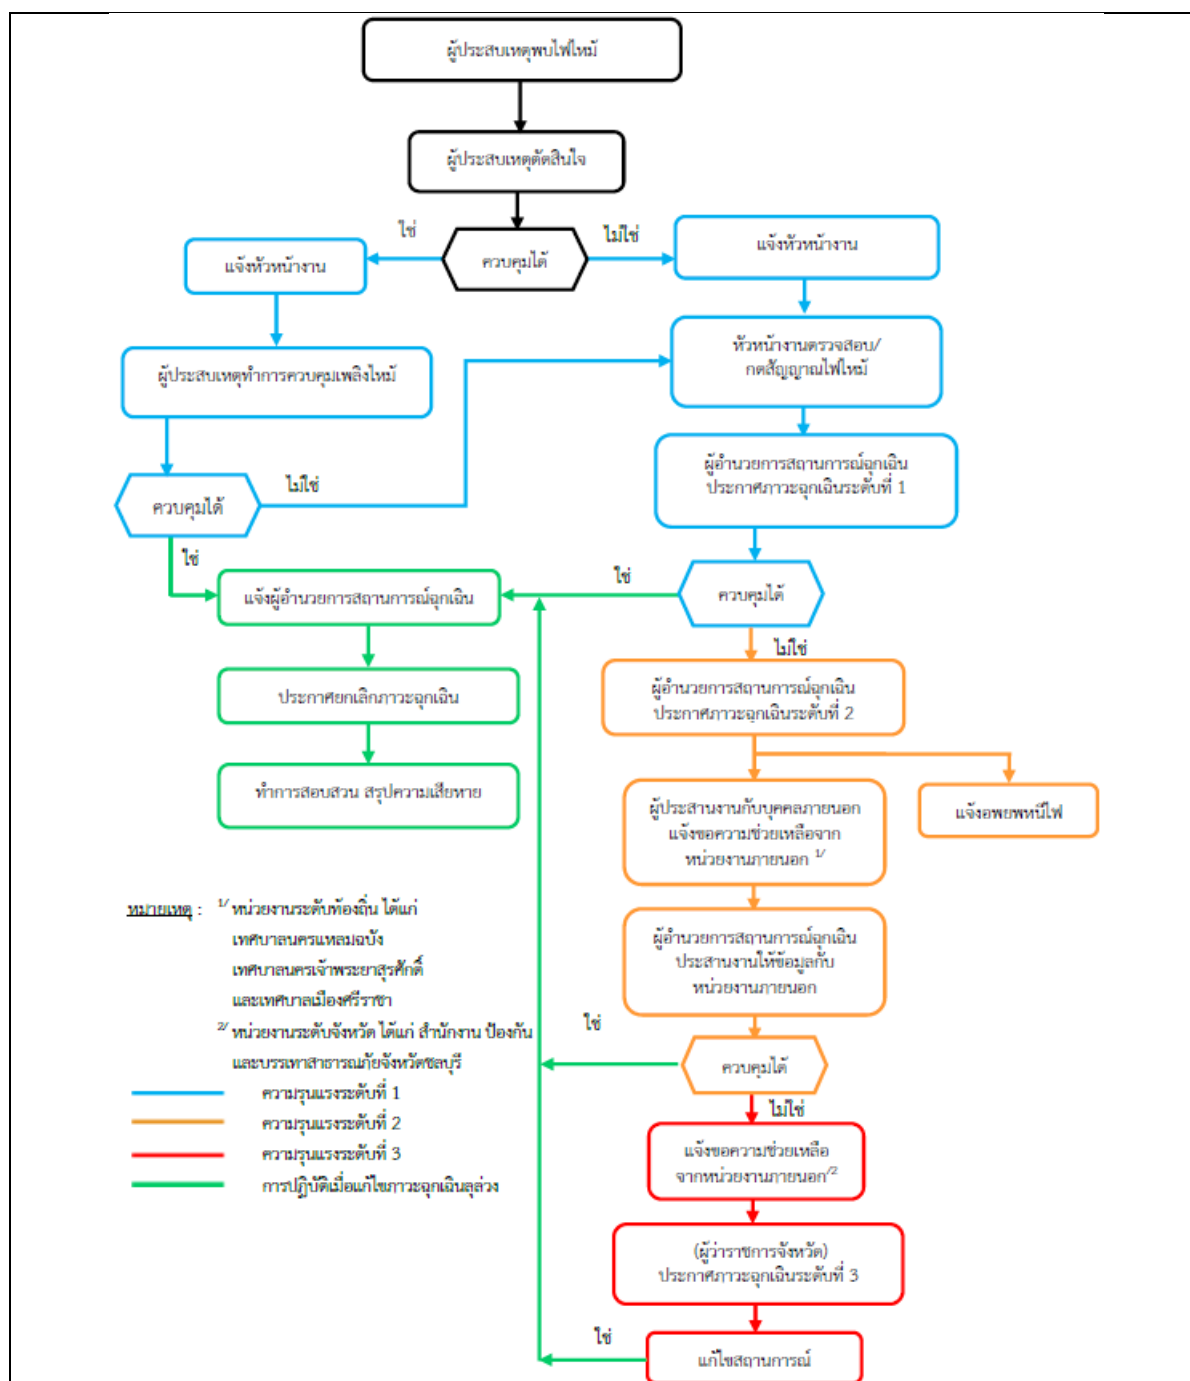 ผู้ประสบเหตุพบไฟไหม้
ผู้ประสบเหตุตัดสินใจ
ใช่
ควบคุมได้
ไม่ใช่
แจ้งหัวหน้างาน
แจ้งหัวหน้างาน
ผู้ประสบเหตุทำการควบคุมเพลิงไหม้
หัวหน้างานตรวจสอบ/
กดสัญญาณไฟไหม้
ผู้อำนวยการสถานการณ์ฉุกเฉิน
ประกาศภาวะฉุกเฉินระดับที่ 1
ควบคุมได้
ไม่ใช่
ใช่
แจ้งผู้อำนวยการสถานการณ์ฉุกเฉิน
ใช่
ควบคุมได้
ไม่ใช่
ประกาศยกเลิกภาวะฉุกเฉิน
ผู้อำนวยการสถานการณ์ฉุกเฉิน
ประกาศภาวะฉุกเฉินระดับที่ 2
ทำการสอบสวน สรุปความเสียหาย
ผู้ประสานงานกับบุคคลภายนอก
แจ้งขอความช่วยเหลือจาก
หน่วยงานภายนอก 1/
แจ้งอพยพหนีไฟ
ผู้อำนวยการสถานการณ์ฉุกเฉิน
ประสานงานให้ข้อมูลกับ
หน่วยงานภายนอก
ใช่
ควบคุมได้
ไม่ใช่
แจ้งขอความช่วยเหลือ
จากหน่วยงานภายนอก/2
(ผู้ว่าราชการจังหวัด)
ประกาศภาวะฉุกเฉินระดับที่ 3
ใช่
แก้ไขสถานการณ์
หมายเหตุ : 1/ หน่วยงานระดับท้องถิ่น ได้แก่
เทศบาลนครแหลมฉบัง
เทศบาลนครเจ้าพระยาสุรศักดิ์
และเทศบาลเมืองศรีราชา
2/ หน่วยงานระดับจังหวัด ได้แก่ สำนักงาน ป้องกัน
และบรรเทาสาธารณภัยจังหวัดชลบุรี
ความรุนแรงระดับที่ 1
ความรุนแรงระดับที่ 2
ความรุนแรงระดับที่ 3
การปฏิบัติเมื่อแก้ไขภาวะฉุกเฉินลุล่วง